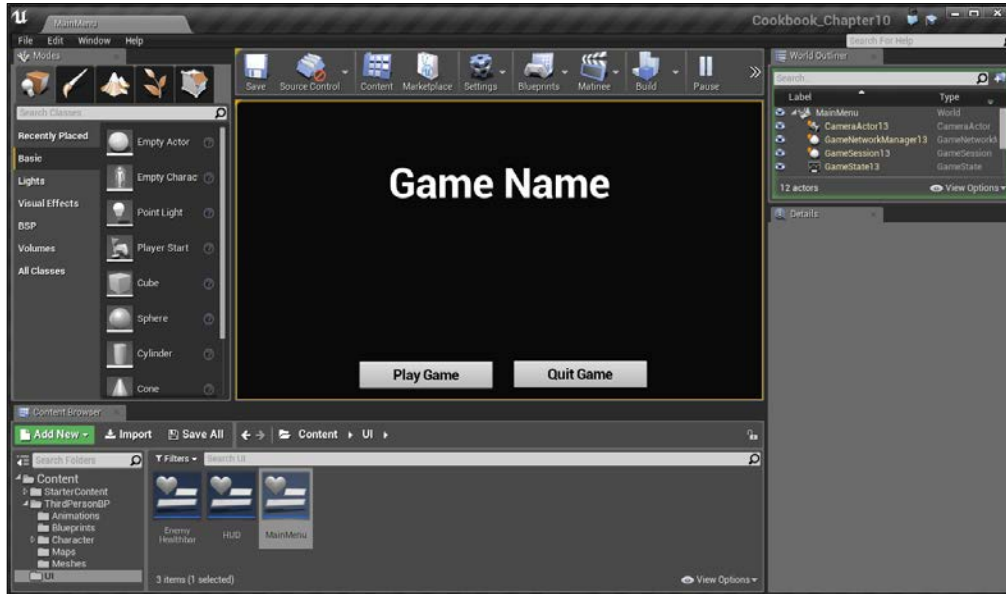 MainMenu
Cookbook_Chapter10
File Edit Window Help
Search For Help
Modes
World Outliner
Save Source Control Content Marketplace Settings Blueprints Matinee Build Pause
Search...
Search Classes
Label Type
Recently Placed
Basic
Lights
Visual Effects
BSP
Volumes
All Classes
Empty Actor
Empty Charac
Point Light
Player Start
Cube
Sphere
Cylinder
Cone
Game Name
Play Game Quit Game
MainMenu World
CameraActor13 CameraActor
GameNetworkManager13 GameNetworkM
GameSession13 GameSession
GameState13 GameState
12 actors View Options
Details
Content Browser
Add New Import Save All Content UI
Search Folders
Filters Search UI
Content
StarterContent
ThirdPersonBP
Animations
Blueprints
Character
Maps
Meshes
UI
Enemy
Healthbar
HUD
MainMenu
3 items (1 selected) View Options